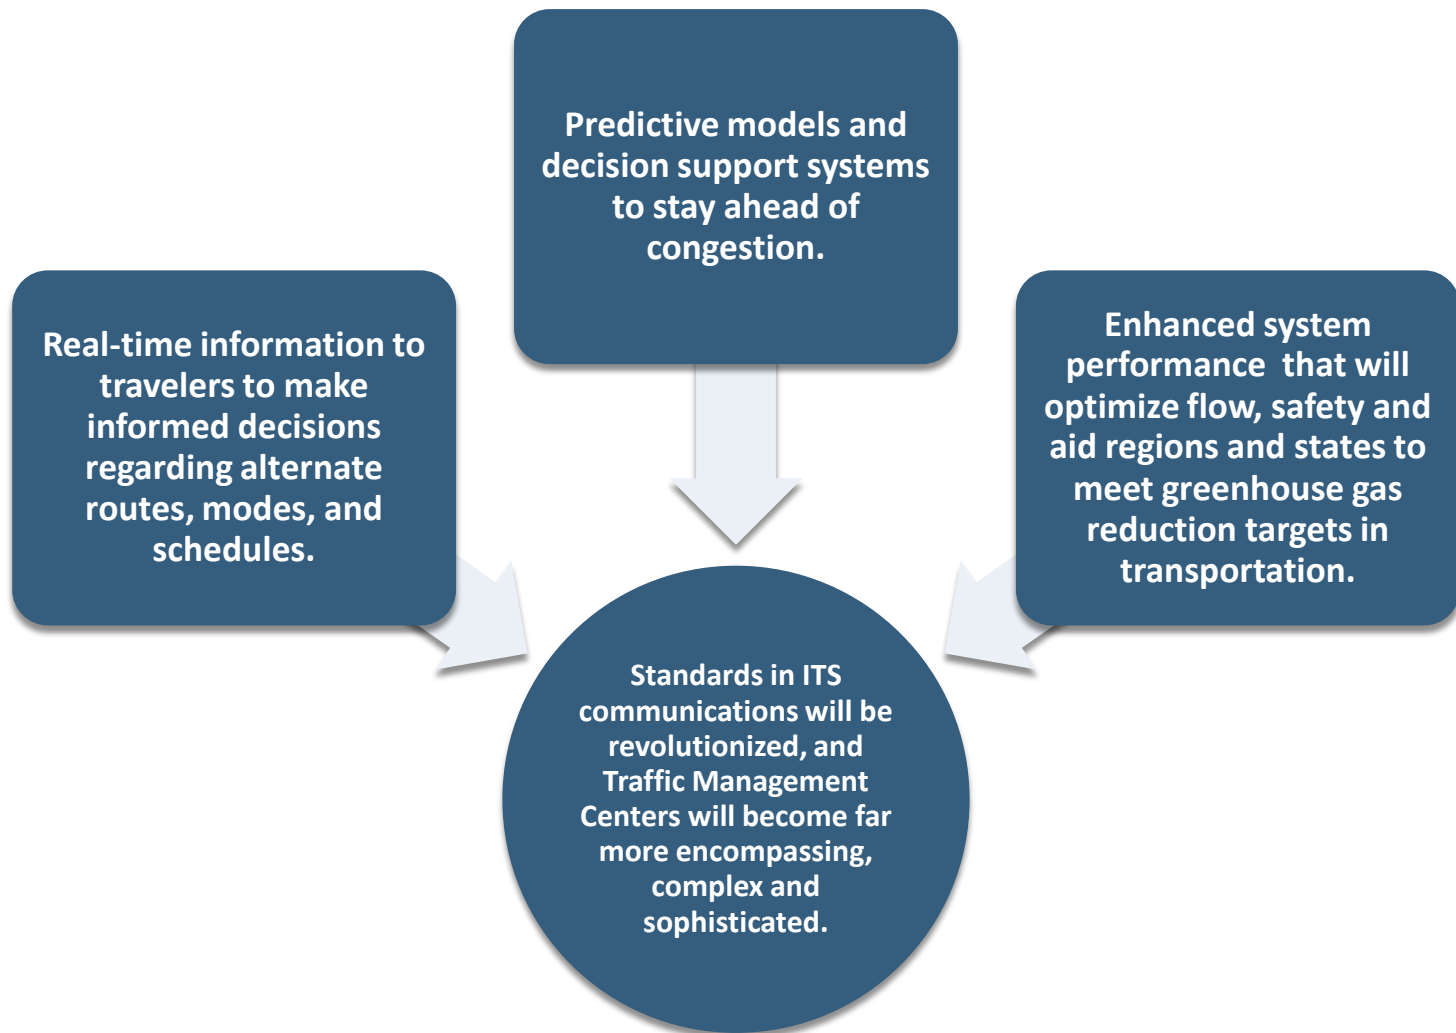 Predictive models and
decision support systems
to stay ahead of
congestion.
Real-time information to
travelers to make
informed decisions
regarding alternate
routes, modes, and
schedules.
Enhanced system
performance  that will
optimize flow, safety and
aid regions and states to
meet greenhouse gas
reduction targets in
transportation.
Standards in ITS
communications will be
revolutionized, and
Traffic Management
Centers will become far
more encompassing,
complex and
sophisticated.